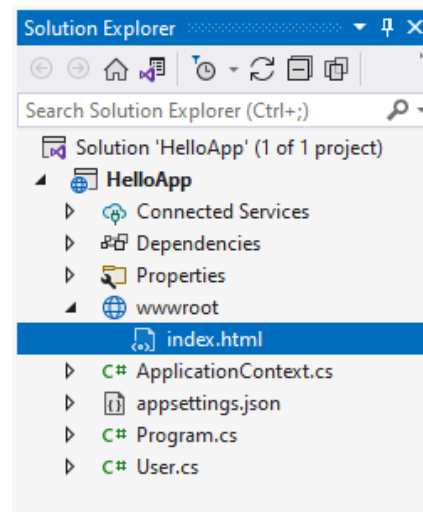 Solution Explorer
Search Solution Explorer (Ctrl+;)
Solution 'HelloApp' (1 of 1 project)
HelloApp
Connected Services
Dependencies
Properties
wwwroot
index.html
C# ApplicationContext.cs
appsettings.json
C# Program.cs
C# User.cs